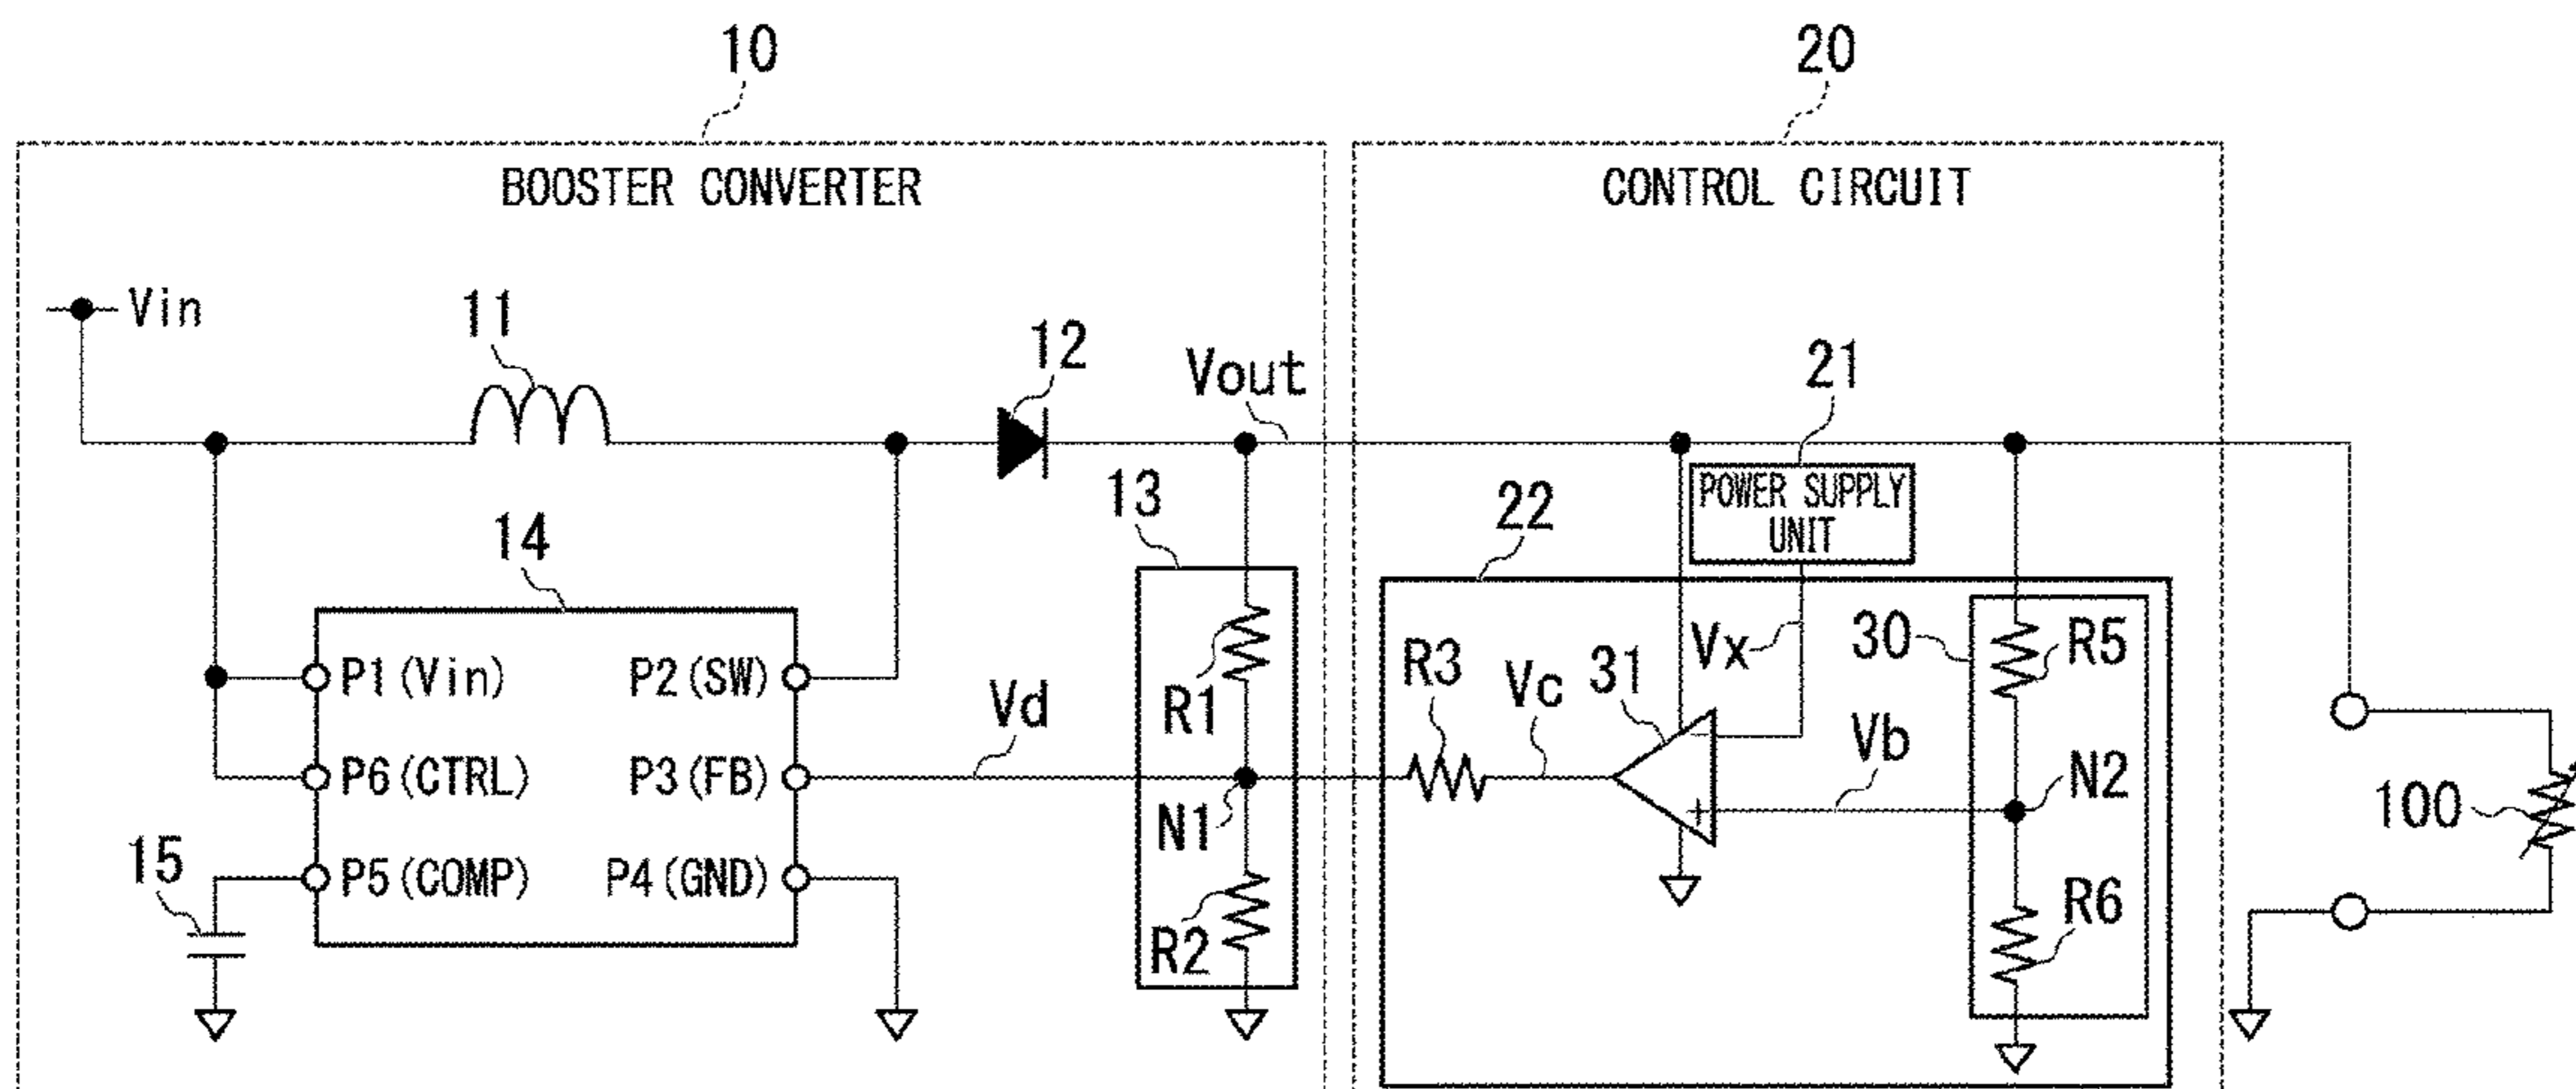 10
20
BOOSTER CONVERTER
CONTROL CIRCUIT
Vin
11
12
Vout
21
POWER SUPPLY
UNIT
13
22
14
P1(Vin)
P2(SW)
P6(CTRL)
P3(FB)
P5(COMP)
P4(GND)
15
Vd
R1
N1
R2
R3
Vc
31
Vx
−
+
Vb
30
R5
N2
R6
100